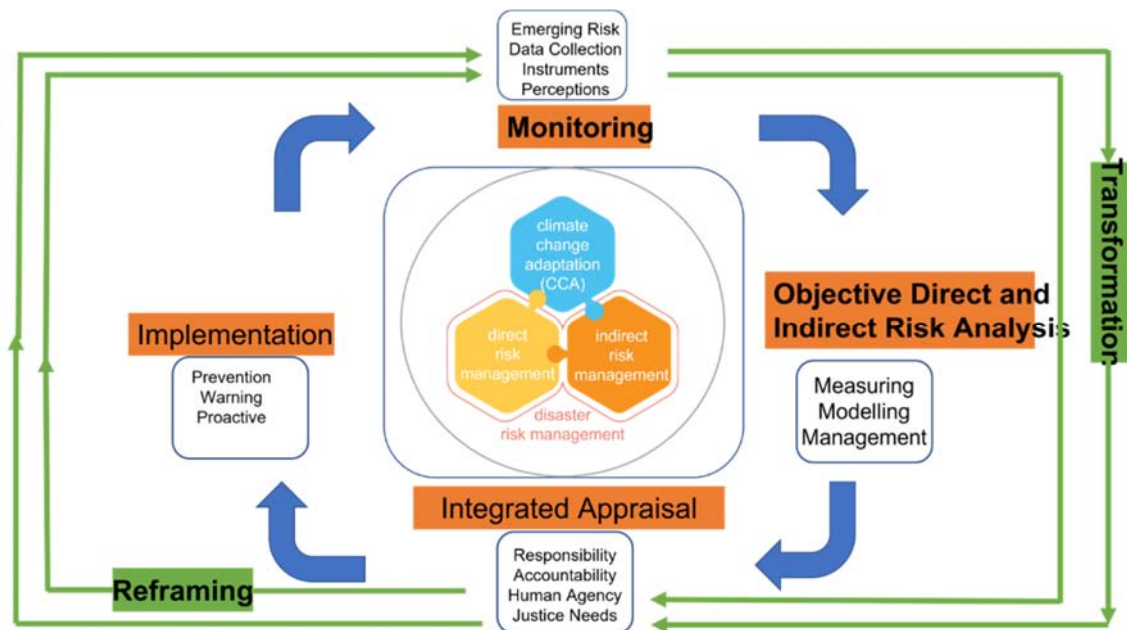 Emerging Risk
Data Collection
Instruments
Perceptions
Monitoring
Transformation
climate
change
adaptation
(CCA)
direct
risk
management
indirect
risk
management
disaster
risk management
Objective Direct and
Indirect Risk Analysis
Measuring
Modelling
Management
Implementation
Prevention
Warning
Proactive
Integrated Appraisal
Responsibility
Accountability
Human Agency
Justice Needs
Reframing